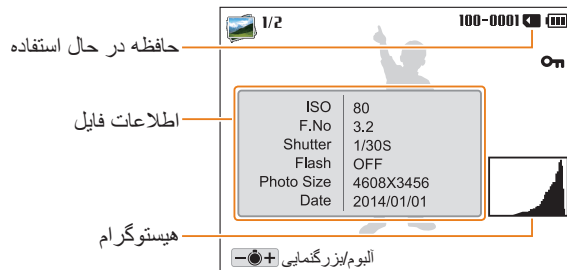 1/2
100-0001
حافظه در حال استفاده
اطلاعات فایل
ISO 80
F.No 3.2
Shutter 1/30S
Flash OFF
Photo Size 4608X3456
Date 2014/01/01
هیستوگرام
آلبوم/بزرگنمایی